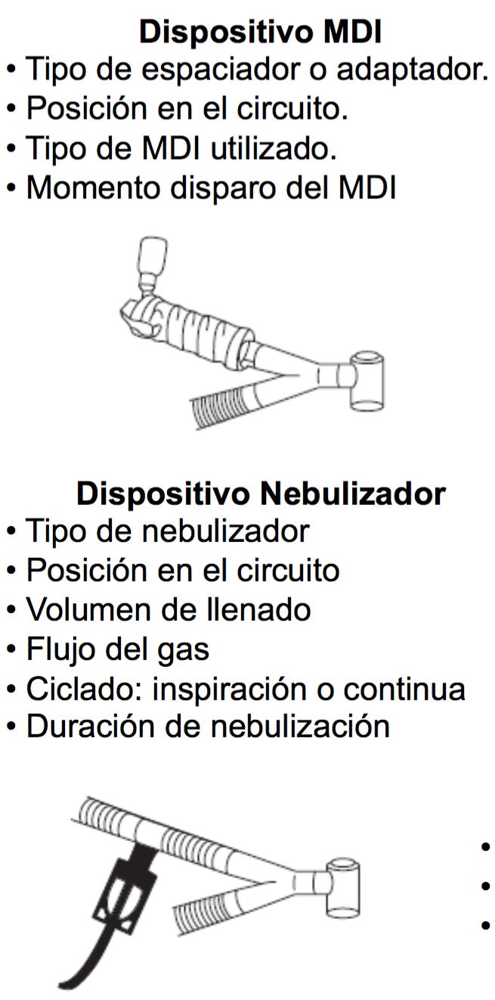 Dispositivo MDI
• Tipo de espaciador o adaptador.
• Posición en el circuito.
• Tipo de MDI utilizado.
• Momento disparo del MDI
Dispositivo Nebulizador
• Tipo de nebulizador
• Posición en el circuito
• Volumen de llenado
• Flujo del gas
• Ciclado: inspiración o continua
• Duración de nebulización
•
•
•